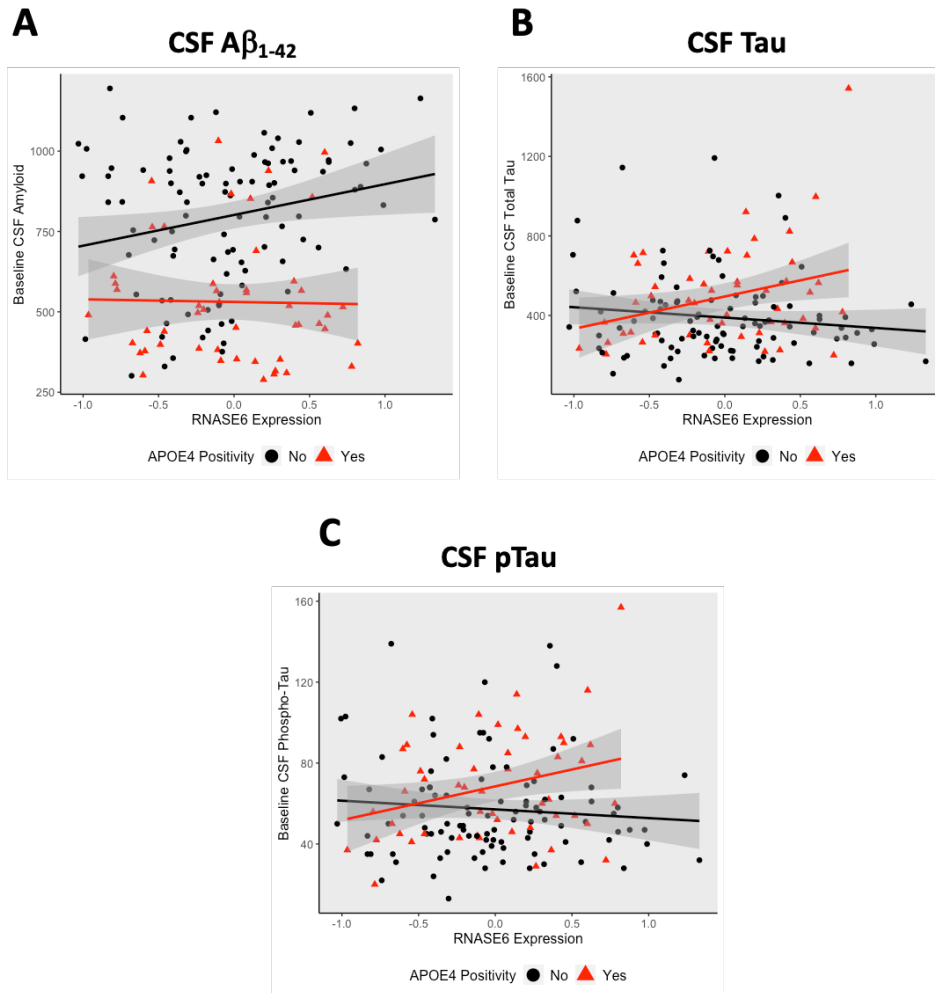 A
CSF Aβ1-42
Baseline CSF Amyloid
1000
750
500
250
-1.0
-0.5
0.0
0.5
1.0
RNASE6 Expression
APOE4 Positivity No Yes
B
CSF Tau
Baseline CSF Total Tau
1600
1200
800
400
-1.0
-0.5
0.0
0.5
1.0
RNASE6 Expression
APOE4 Positivity No Yes
C
CSF pTau
Baseline CSF Phospho-Tau
160
120
80
40
-1.0
-0.5
0.0
0.5
1.0
RNASE6 Expression
APOE4 Positivity No Yes